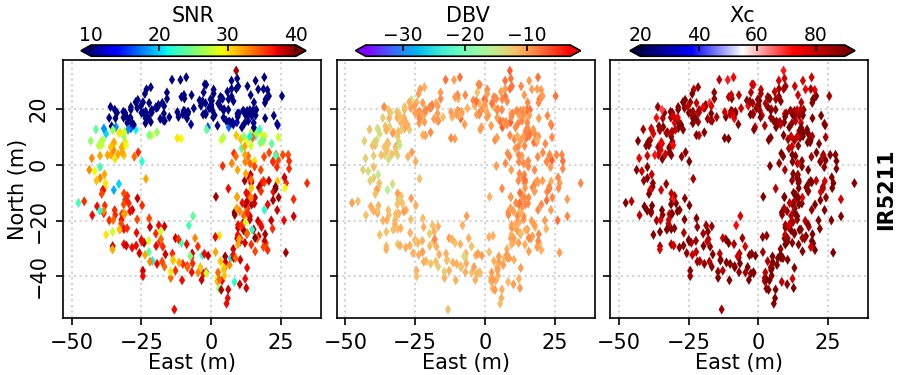 SNR DBV Xc
10 20 30 40 −30 −20 −10 20 40 60 80
North (m)
20
0
−20
−40
−50 −25 0 25 −50 −25 0 25 −50 −25 0 25
East (m) East (m) East (m)
IR5211